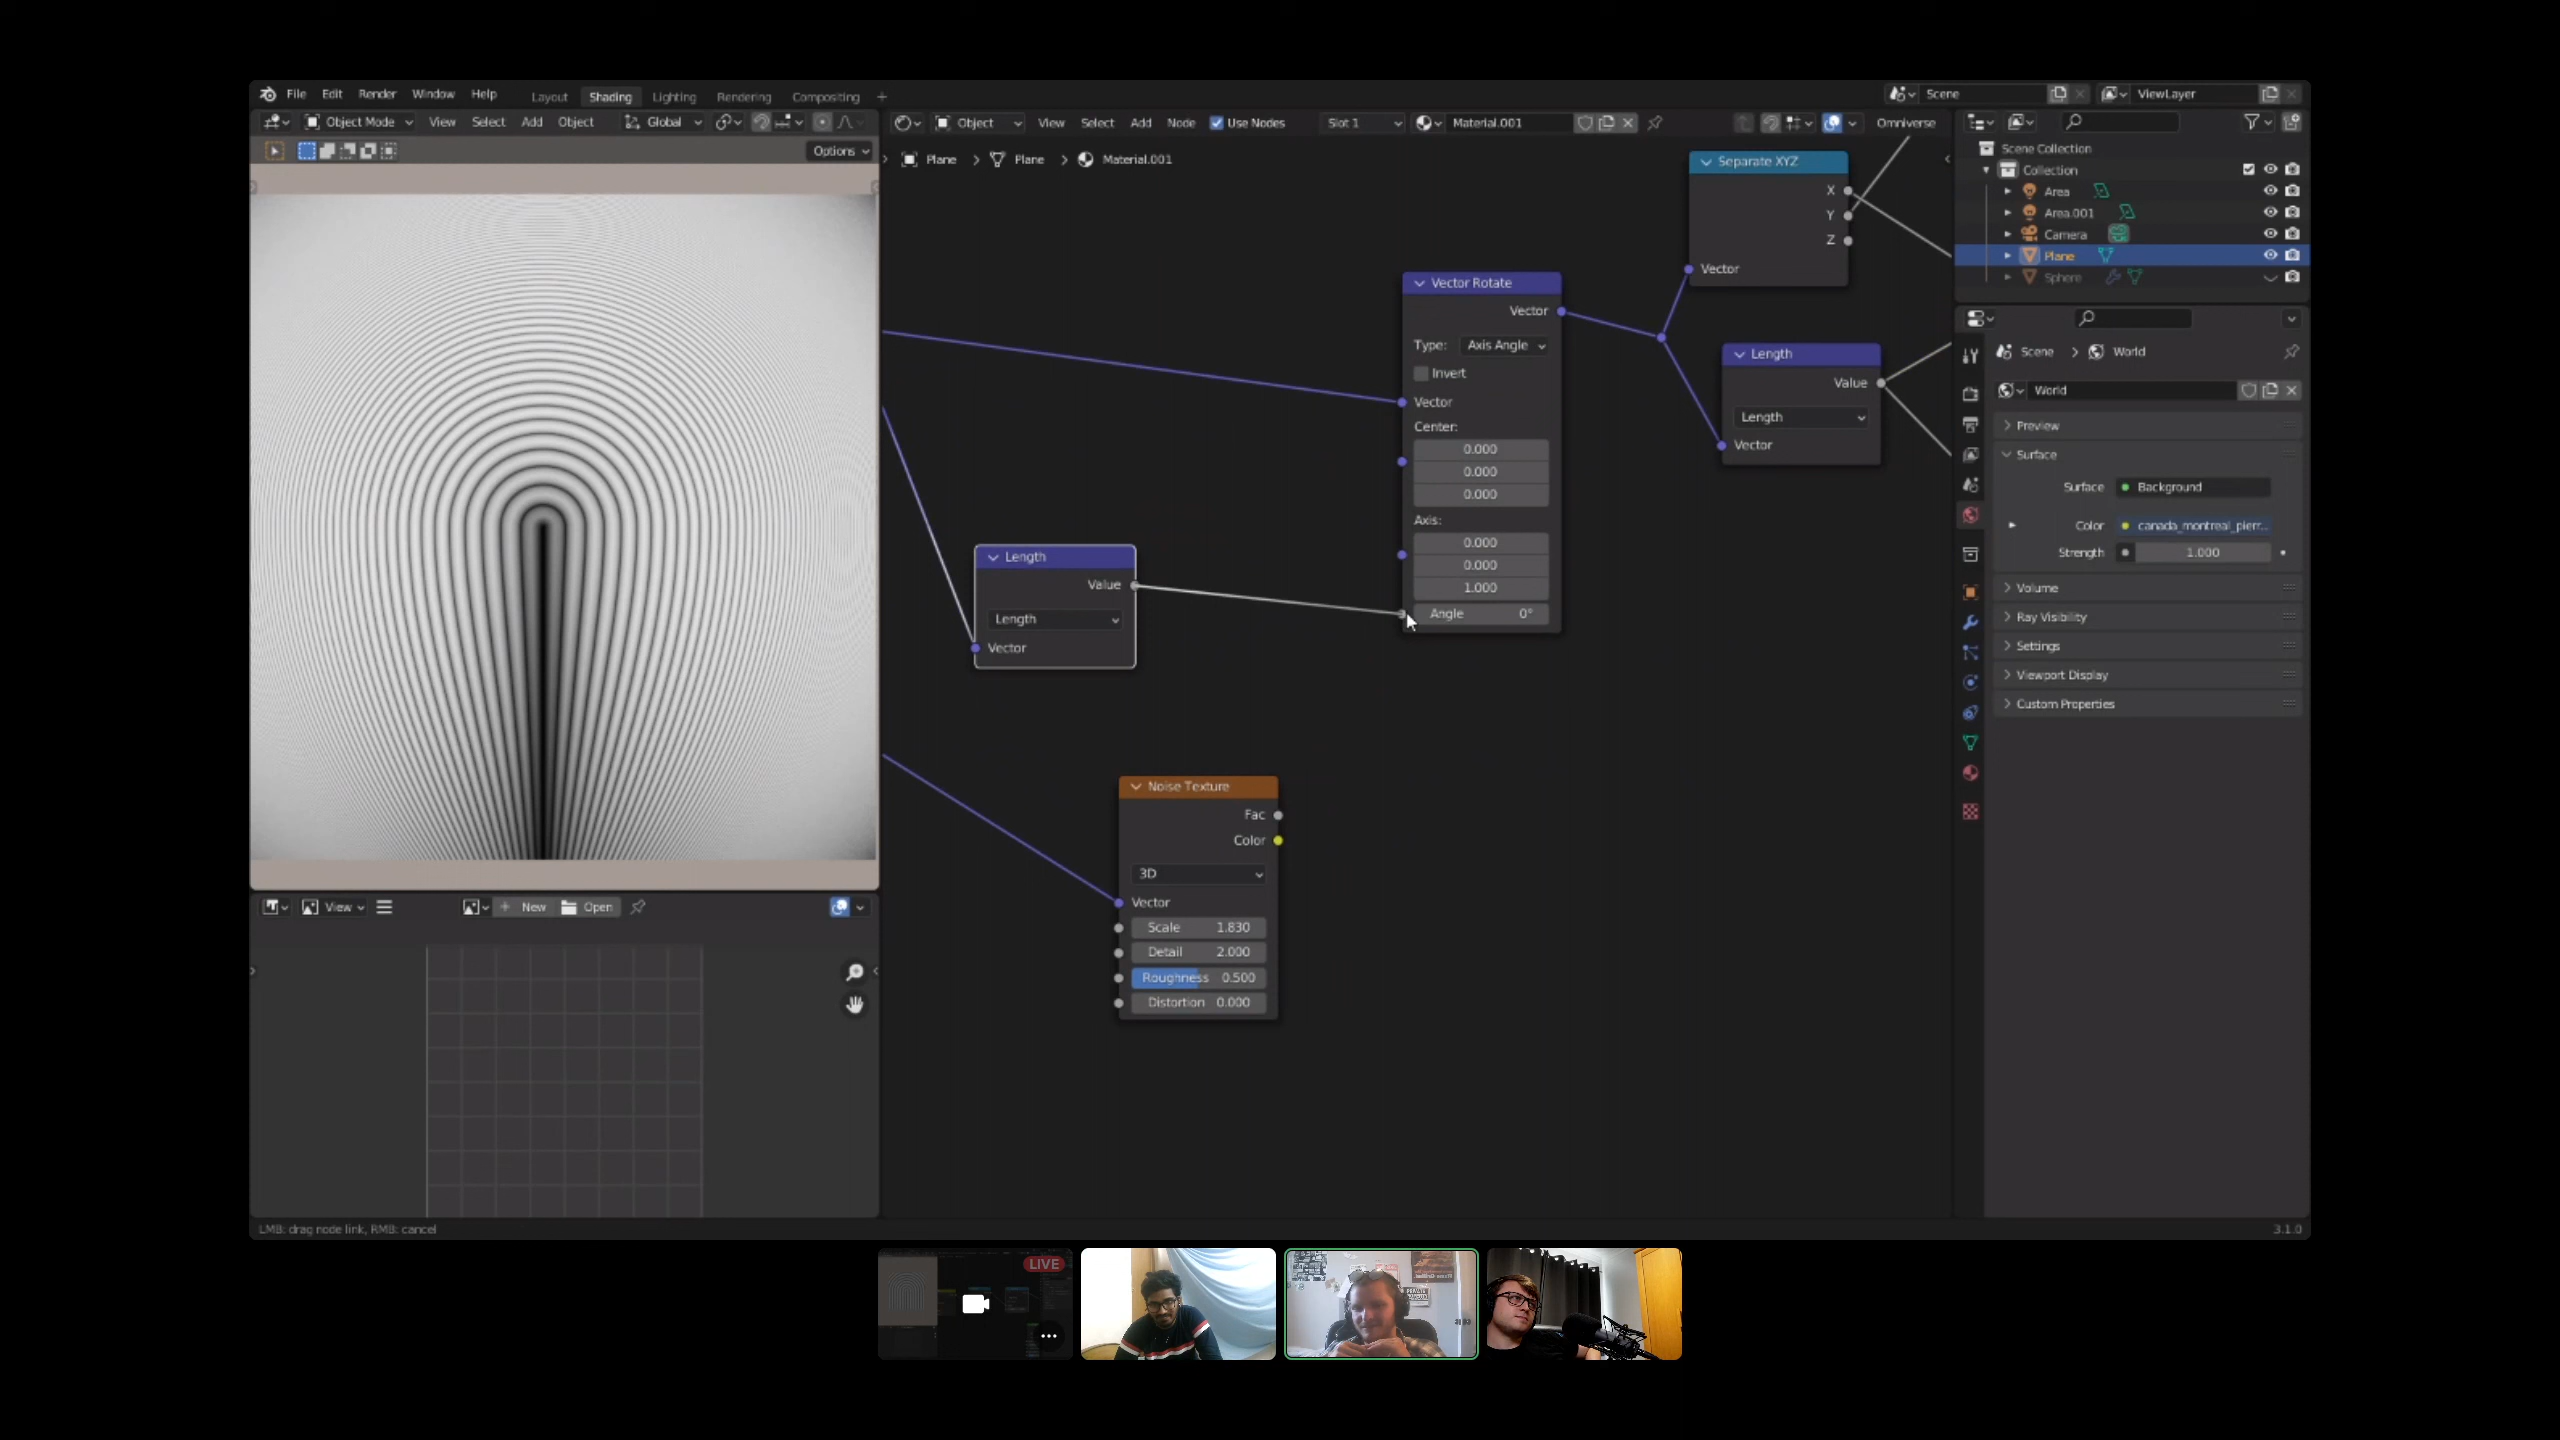 File Edit Render Window Help Layout Shading Lighting Rendering Compositing +
Scene ViewLayer
Object Mode View Select Add Object Global
Options
Object View Select Add Node Use Nodes Slot 1 Material.001 Omniverse
Plane > Plane > Material.001
Separate XYZ
X
Y
Z
Vector
Vector Rotate
Vector
Type: Axis Angle
Invert
Vector
Center:
0.000
0.000
0.000
Axis:
0.000
0.000
1.000
Angle 0°
Length
Value
Length
Vector
Length
Value
Length
Vector
Noise Texture
Fac
Color
3D
Vector
Scale 1.830
Detail 2.000
Roughness 0.500
Distortion 0.000
Scene Collection
Collection
Area
Area.001
Camera
Plane
Sphere
Scene > World
World
Preview
Surface
Surface Background
Color canada_montreal_pierr...
Strength 1.000
Volume
Ray Visibility
Settings
Viewport Display
Custom Properties
View New Open
LMB: drag node link, RMB: cancel
3.1.0
LIVE